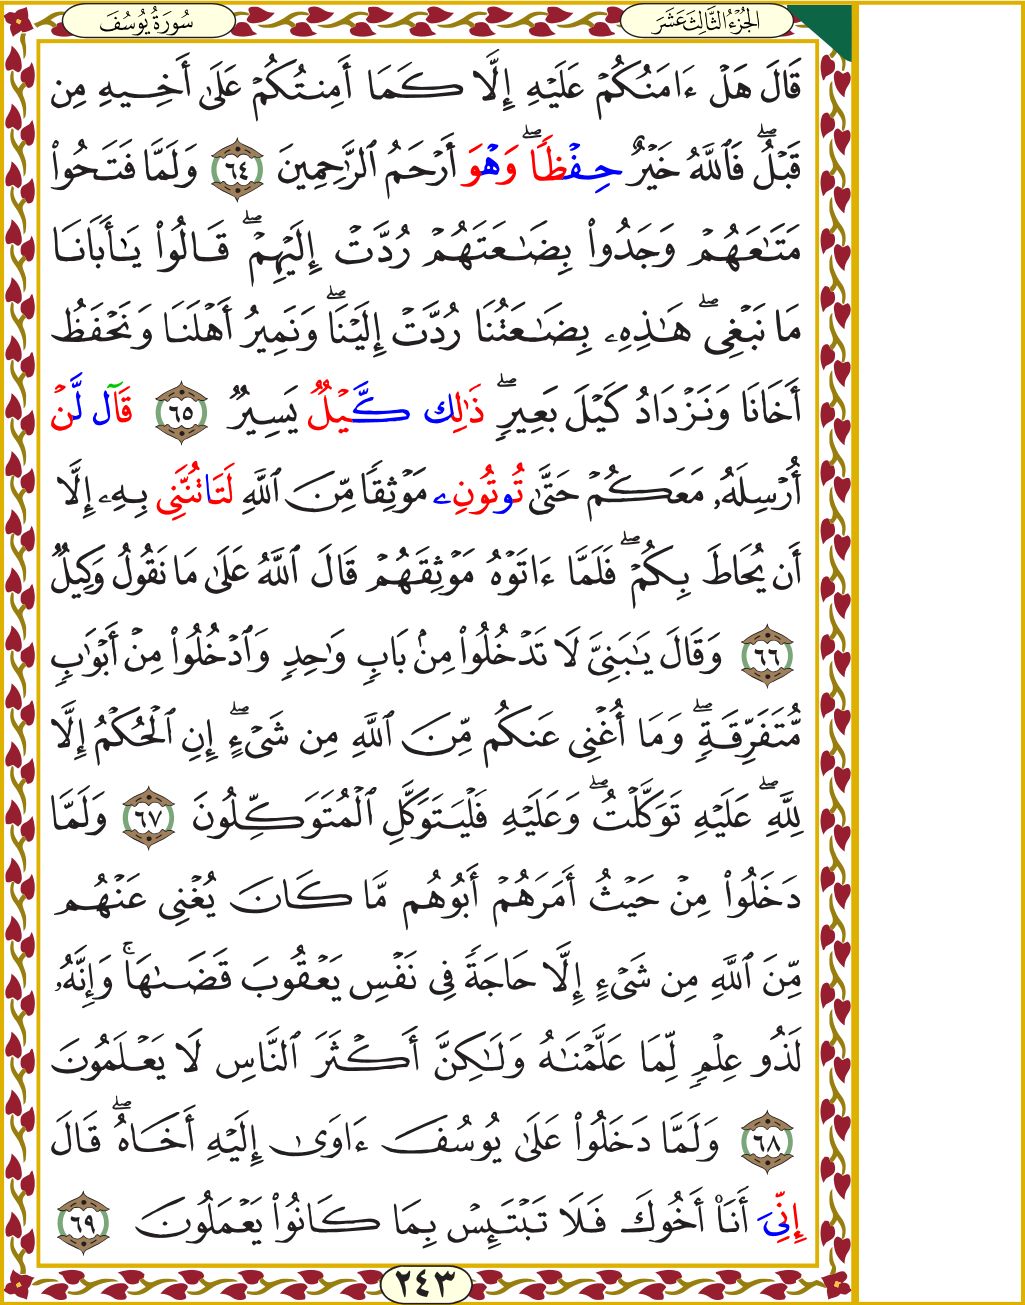 الجُزْءُ الثَّالِثَ عَشَرَ
سُورَةُ يُوسُفَ
قَالَ هَلْ ءَامَنُكُمْ عَلَيْهِ إِلَّا كَمَا أَمِنتُكُمْ عَلَىٰ أَخِيهِ مِن
قَبْلُۖ فَٱللَّهُ خَيْرٌ حِفْظًاۖ وَهْوَ أَرْحَمُ ٱلرَّٰحِمِينَ ٦٤ وَلَمَّا فَتَحُواْ
مَتَٰعَهُمْ وَجَدُواْ بِضَٰعَتَهُمْ رُدَّتْ إِلَيْهِمْۖ قَالُواْ يَٰأَبَانَا
مَا نَبْغِيۖ هَٰذِهِۦ بِضَٰعَتُنَا رُدَّتْ إِلَيْنَاۖ وَنَمِيرُ أَهْلَنَا وَنَحْفَظُ
أَخَانَا وَنَزْدَادُ كَيْلَ بَعِيرٍۖ ذَٰلِك كَّيْلٌ يَسِيرٌ ٦٥ قَآل لَّنْ
أُرْسِلَهُۥ مَعَكُمْ حَتَّىٰ تُوتُونِۦ مَوْثِقًا مِّنَ ٱللَّهِ لَتَاتُنَّنِي بِهِۦ إِلَّا
أَن يُحَاطَ بِكُمْۖ فَلَمَّا ءَاتَوْهُ مَوْثِقَهُمْ قَالَ ٱللَّهُ عَلَىٰ مَا نَقُولُ وَكِيلٌ
٦٦ وَقَالَ يَٰبَنِيَّ لَا تَدْخُلُواْ مِنۢ بَابٍ وَٰحِدٍ وَٱدْخُلُواْ مِنْ أَبْوَٰبٍ
مُّتَفَرِّقَةٍۖ وَمَا أُغْنِي عَنكُم مِّنَ ٱللَّهِ مِن شَيْءٍۖ إِنِ ٱلْحُكْمُ إِلَّا
لِلَّهِۖ عَلَيْهِ تَوَكَّلْتُۖ وَعَلَيْهِ فَلْيَتَوَكَّلِ ٱلْمُتَوَكِّلُونَ ٦٧ وَلَمَّا
دَخَلُواْ مِنْ حَيْثُ أَمَرَهُمْ أَبُوهُم مَّا كَانَ يُغْنِي عَنْهُم
مِّنَ ٱللَّهِ مِن شَيْءٍ إِلَّا حَاجَةً فِي نَفْسِ يَعْقُوبَ قَضَىٰهَاۚ وَإِنَّهُۥ
لَذُو عِلْمٍ لِّمَا عَلَّمْنَٰهُ وَلَٰكِنَّ أَكْثَرَ ٱلنَّاسِ لَا يَعْلَمُونَ
٦٨ وَلَمَّا دَخَلُواْ عَلَىٰ يُوسُفَ ءَاوَىٰ إِلَيْهِ أَخَاهُۖ قَالَ
إِنِّيَ أَنَا۠ أَخُوكَ فَلَا تَبْتَئِسْ بِمَا كَانُواْ يَعْمَلُونَ ٦٩
٢٤٣